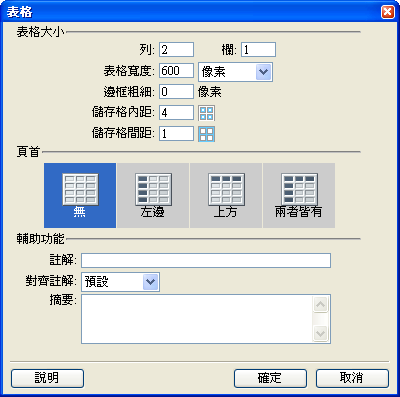 表格
表格大小
列: 2 欄: 1
表格寬度: 600 像素
邊框粗細: 0 像素
儲存格內距: 4
儲存格間距: 1
頁首
無 左邊 上方 兩者皆有
輔助功能
註解:
對齊註解: 預設
摘要:
說明 確定 取消